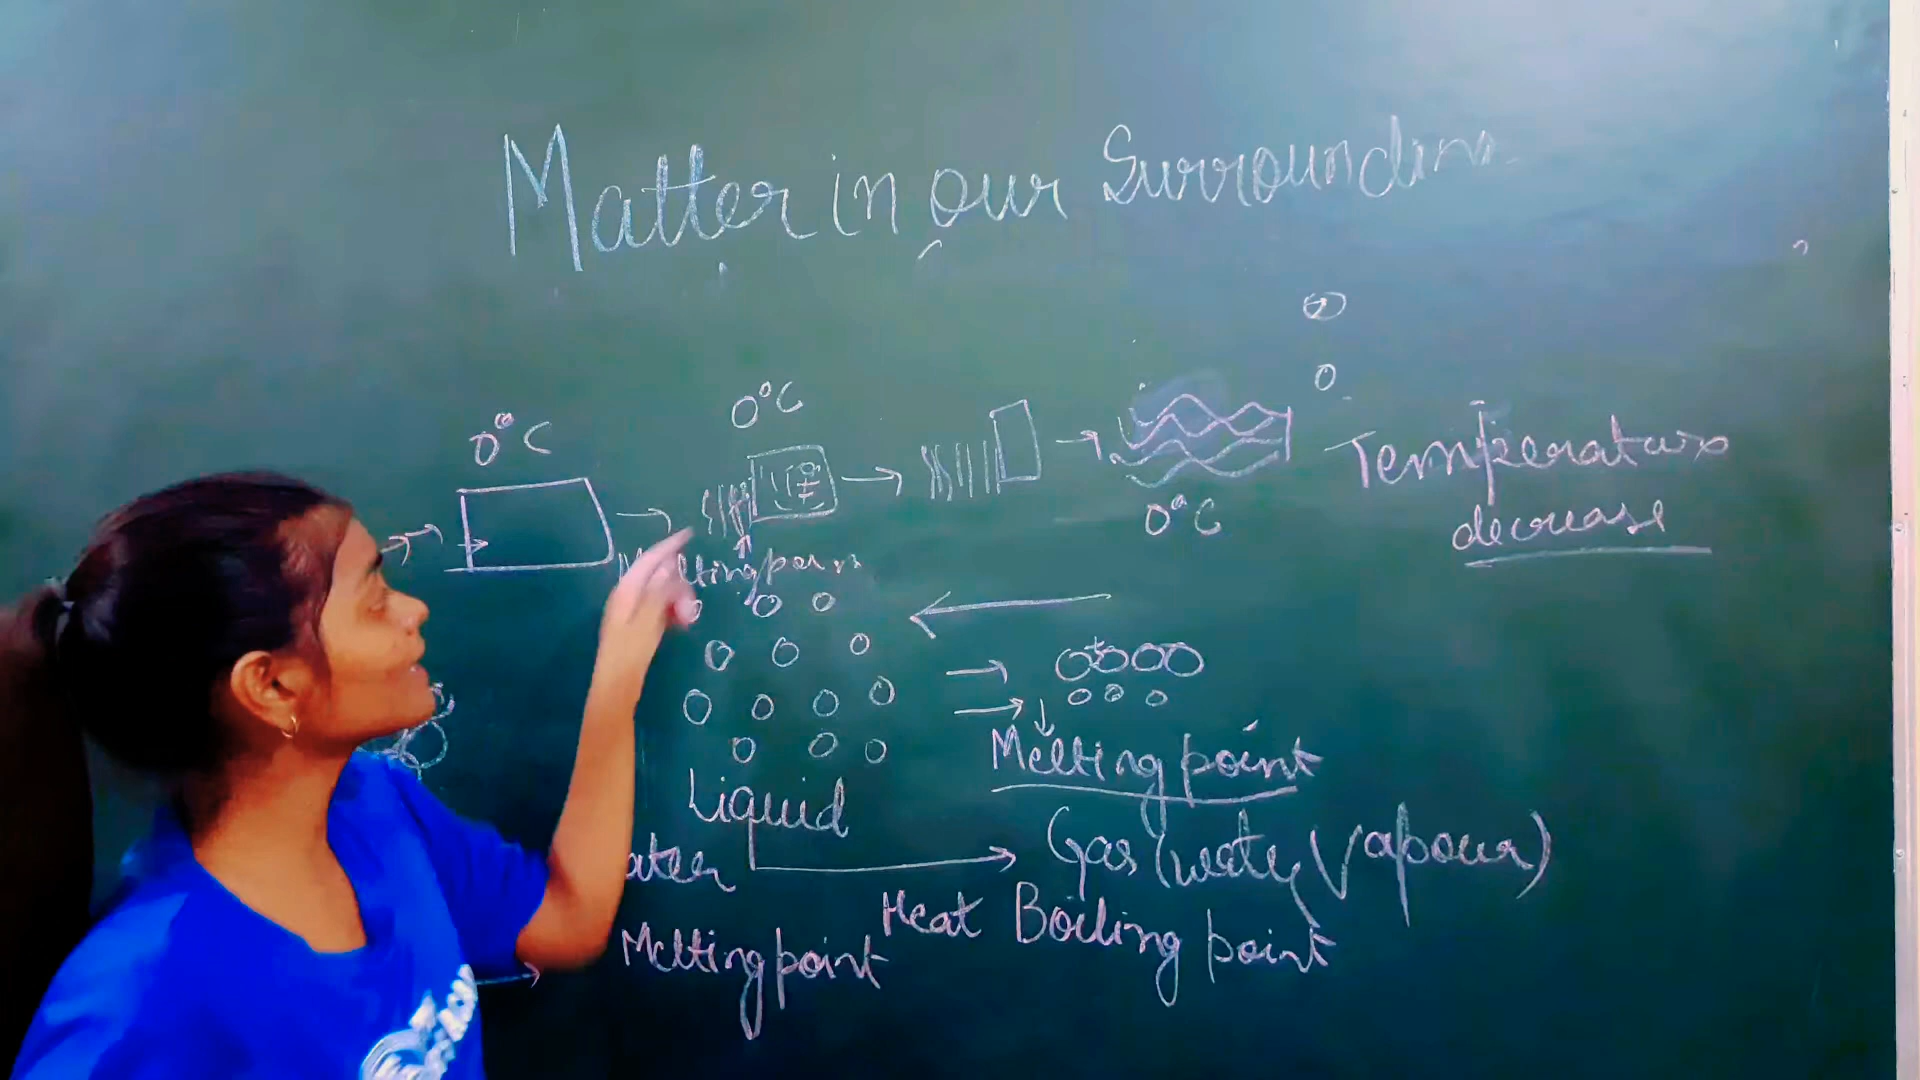 Matter in our Surrounding
0°C
0°C
0°C
Temperature
decrease
Melting point
Liquid
Gas (water Vapour)
Heat Boiling point
Melting point